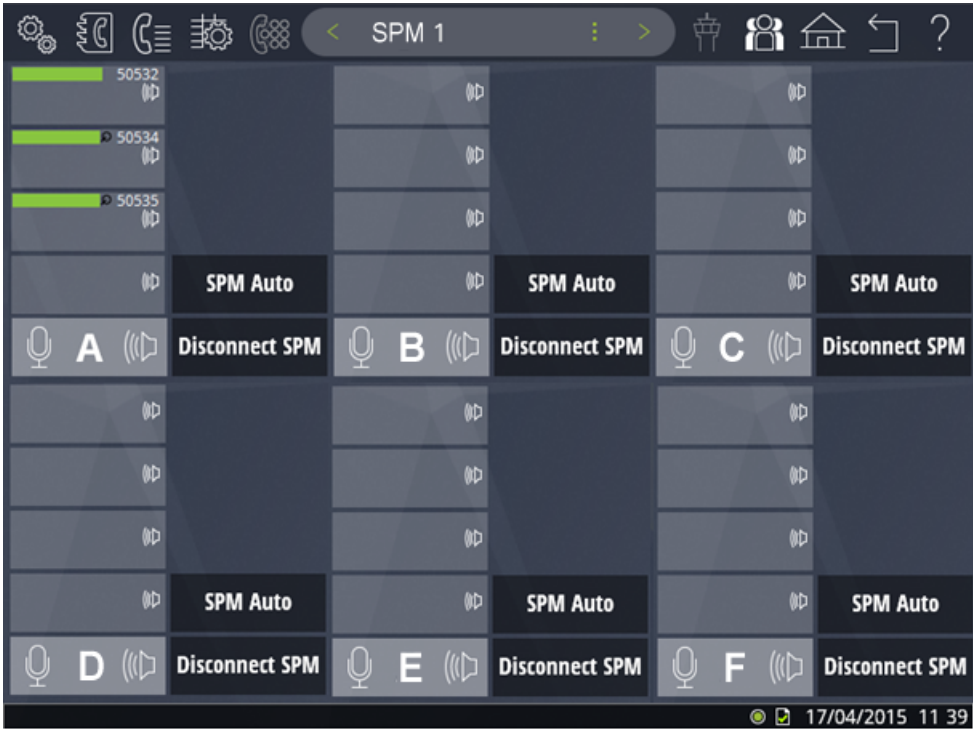 SPM 1
?
50532
50534
50535
SPM Auto
SPM Auto
SPM Auto
A
Disconnect SPM
B
Disconnect SPM
C
Disconnect SPM
SPM Auto
SPM Auto
SPM Auto
D
Disconnect SPM
E
Disconnect SPM
F
Disconnect SPM
17/04/2015 11 39